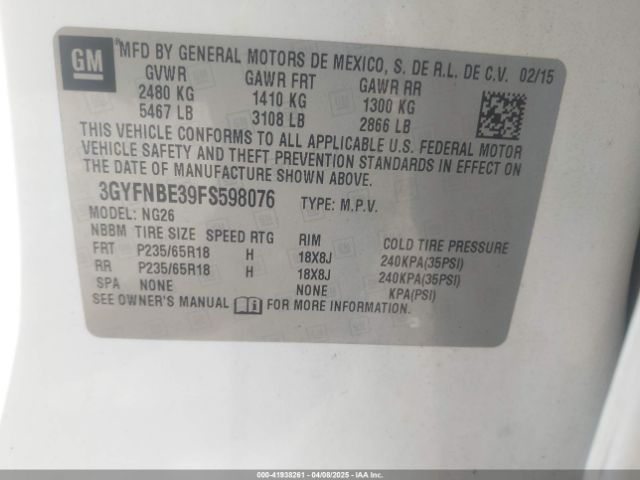 GM
MFD BY GENERAL MOTORS DE MEXICO, S. DE R.L. DE C.V. 02/15
GVWR GAWR FRT GAWR RR
2480 KG 1410 KG 1300 KG
5467 LB 3108 LB 2866 LB
THIS VEHICLE CONFORMS TO ALL APPLICABLE U.S. FEDERAL MOTOR
VEHICLE SAFETY AND THEFT PREVENTION STANDARDS IN EFFECT ON
THE DATE OF MANUFACTURE SHOWN ABOVE.
3GYFNBE39FS598076 TYPE: M.P.V.
MODEL: NG26
NBBM TIRE SIZE SPEED RTG RIM COLD TIRE PRESSURE
FRT P235/65R18 H 18X8J 240KPA(35PSI)
RR P235/65R18 H 18X8J 240KPA(35PSI)
SPA NONE NONE KPA(PSI)
SEE OWNER'S MANUAL FOR MORE INFORMATION.
000-41938261 - 04/08/2025 - IAAI.COM